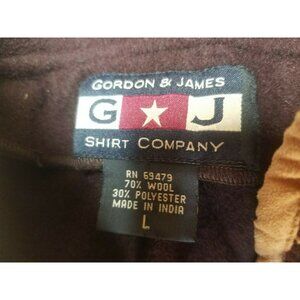 GORDON & JAMES
G ★ J
SHIRT COMPANY
RN 69479
70% WOOL
30% POLYESTER
MADE IN INDIA
L